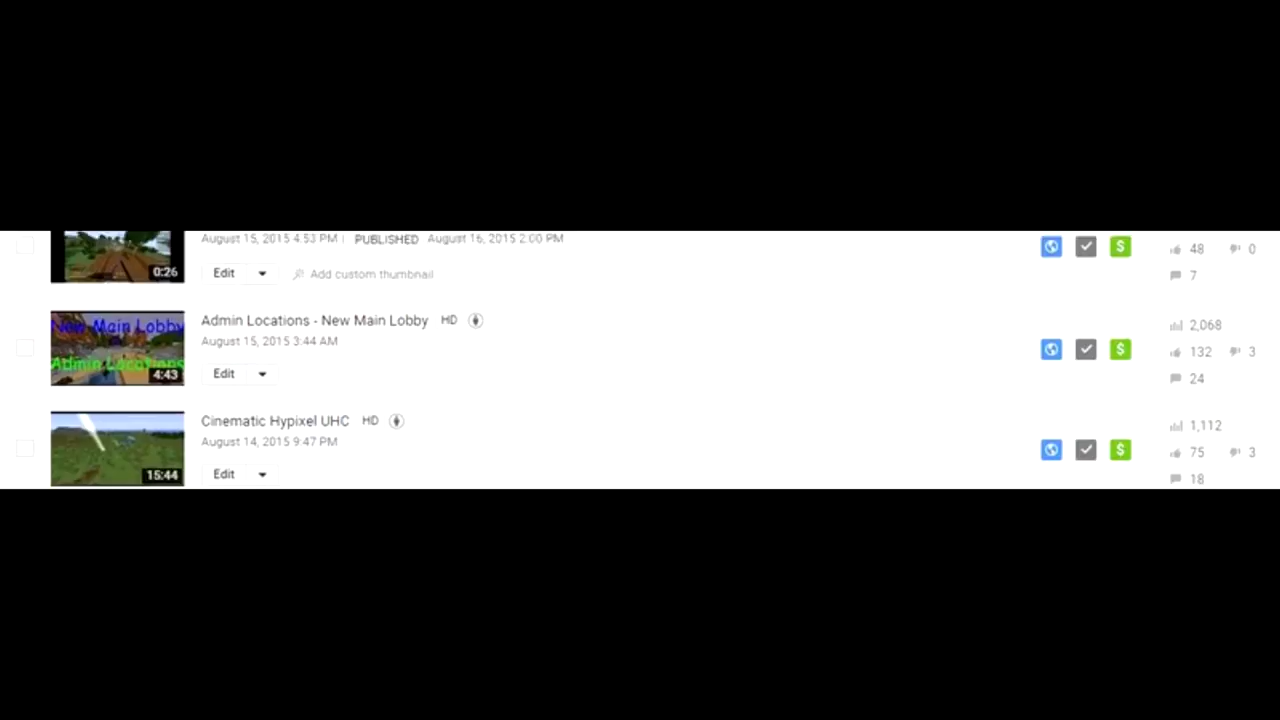 August 15, 2015 4:53 PM | PUBLISHED August 16, 2015 2:00 PM
0:26
Edit
Add custom thumbnail
$
48
0
7
New Main Lobby
Admin Locations
4:43
Admin Locations - New Main Lobby HD
August 15, 2015 3:44 AM
Edit
$
2,068
132
3
24
15:44
Cinematic Hypixel UHC HD
August 14, 2015 9:47 PM
Edit
$
1,112
75
3
18